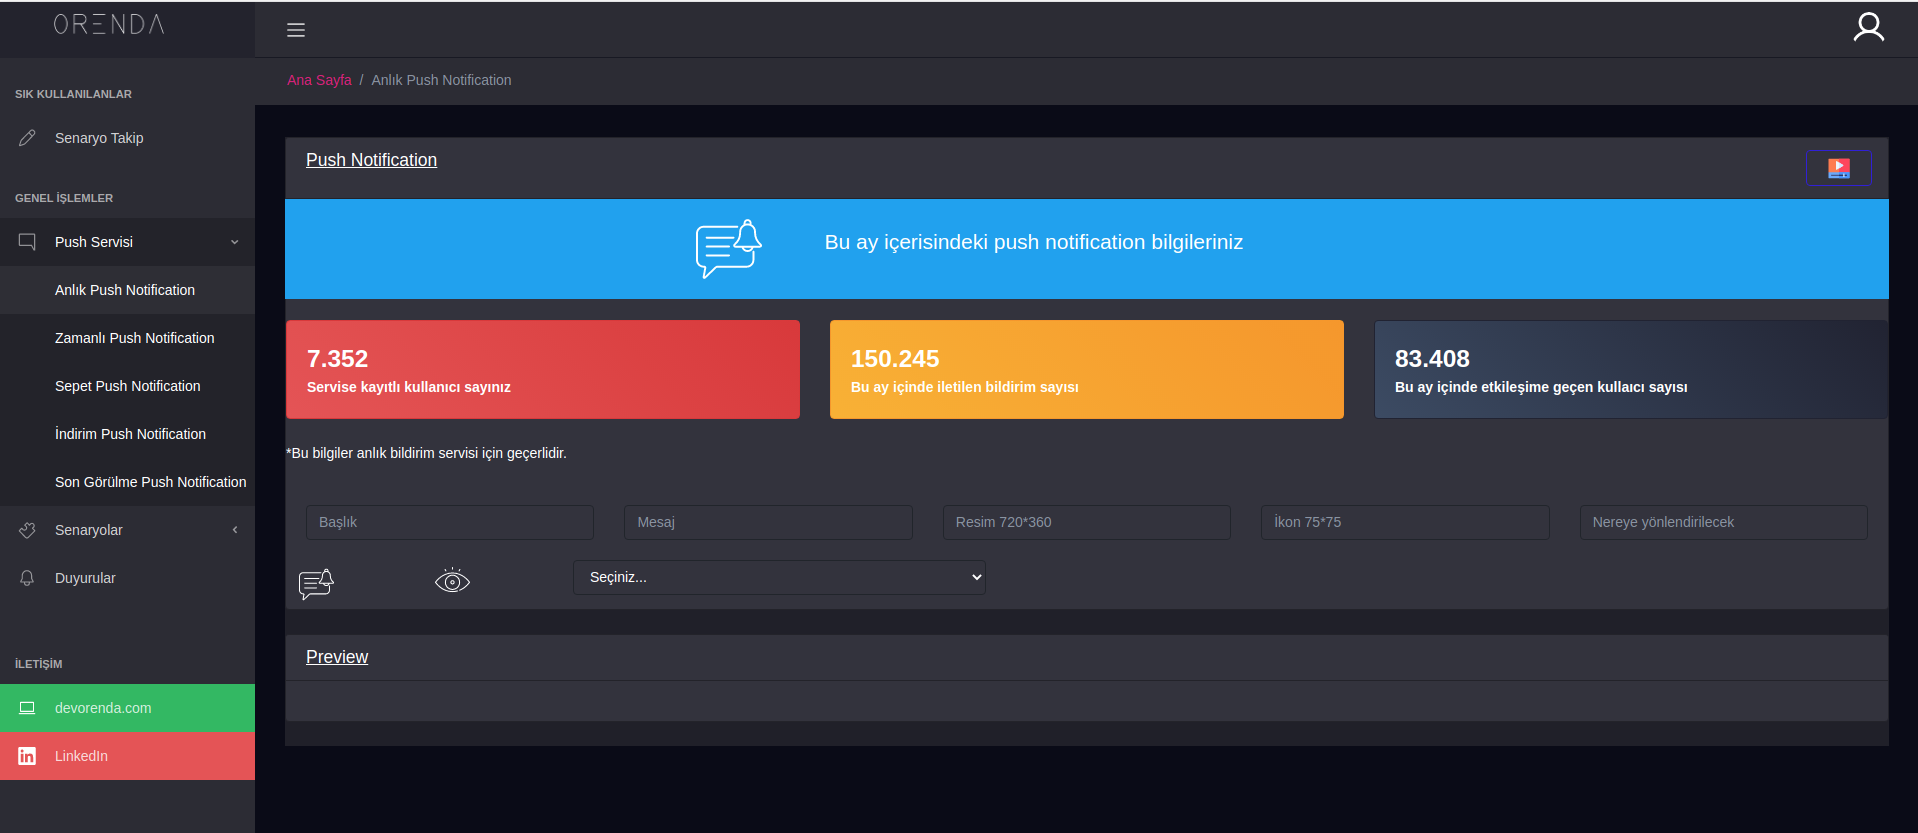 ORENDA
Ana Sayfa / Anlık Push Notification
SIK KULLANILANLAR
Senaryo Takip
GENEL İŞLEMLER
Push Servisi
Anlık Push Notification
Zamanlı Push Notification
Sepet Push Notification
İndirim Push Notification
Son Görülme Push Notification
Senaryolar
Duyurular
İLETİŞİM
devorenda.com
LinkedIn
Push Notification
Bu ay içerisindeki push notification bilgileriniz
7.352
Servise kayıtlı kullanıcı sayınız
150.245
Bu ay içinde iletilen bildirim sayısı
83.408
Bu ay içinde etkileşime geçen kullaıcı sayısı
*Bu bilgiler anlık bildirim servisi için geçerlidir.
Başlık
Mesaj
Resim 720*360
İkon 75*75
Nereye yönlendirilecek
Seçiniz...
Preview